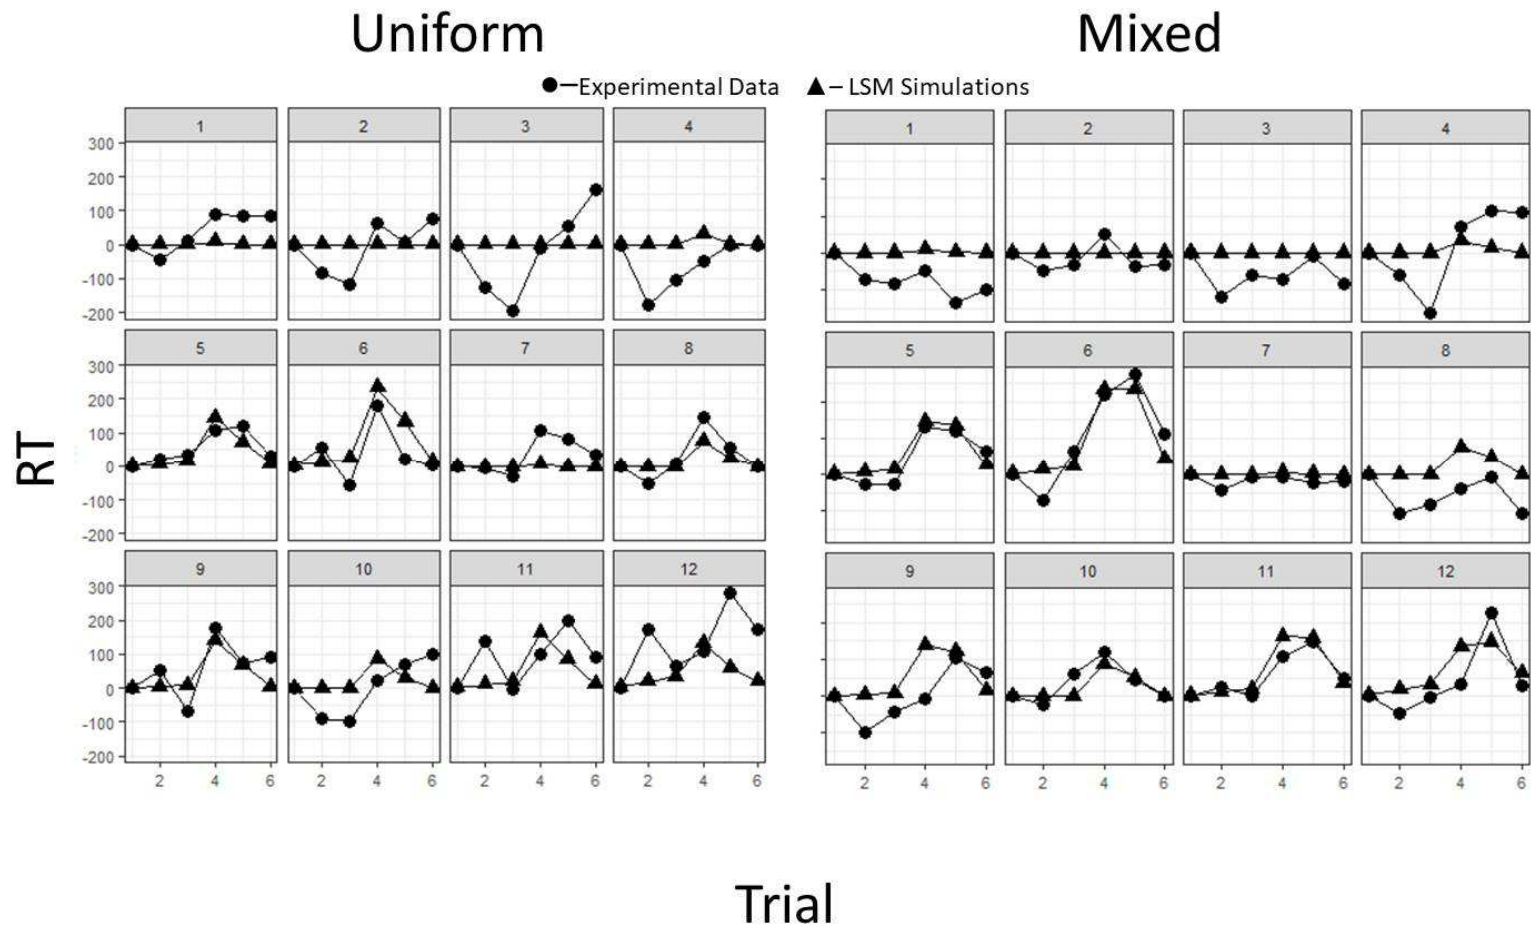 Uniform Mixed
●–Experimental Data ▲– LSM Simulations
1 2 3 4 1 2 3 4
300
200
100
0
-100
-200
5 6 7 8 5 6 7 8
300
200
100
0
-100
-200
9 10 11 12 9 10 11 12
300
200
100
0
-100
-200
2 4 6 2 4 6 2 4 6 2 4 6 2 4 6 2 4 6 2 4 6 2 4 6
RT
Trial